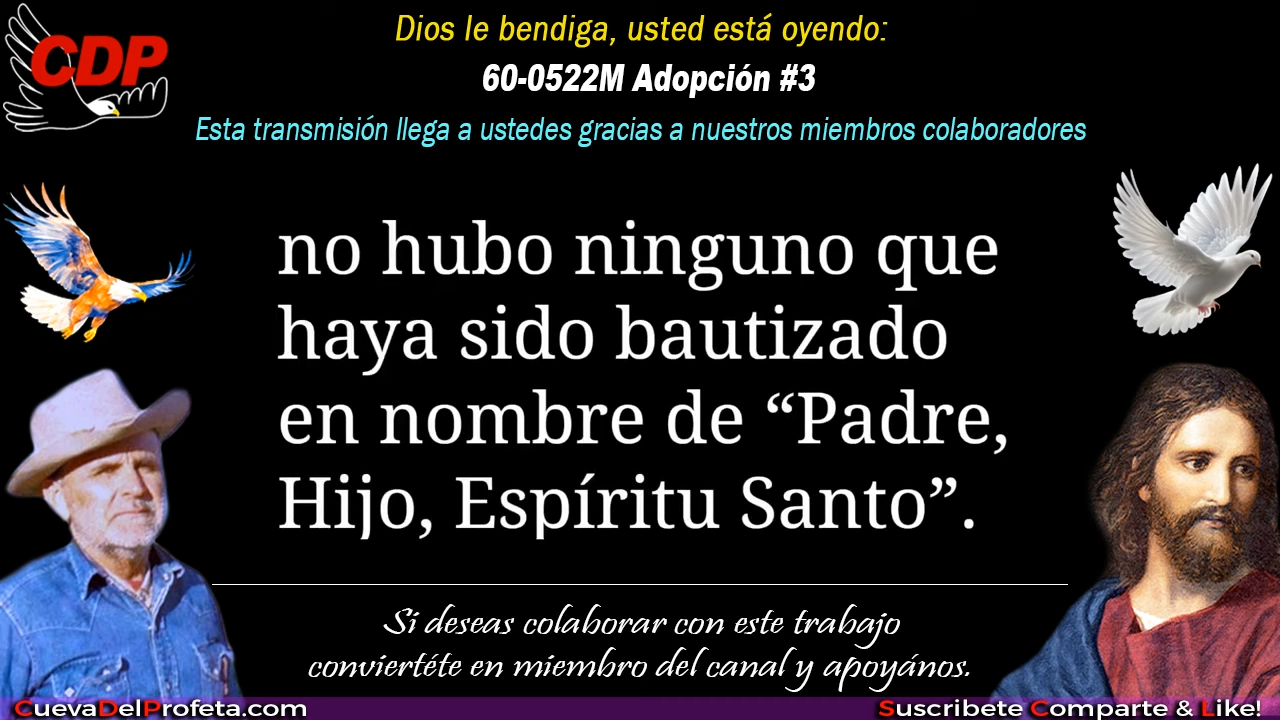 CDP
Dios le bendiga, usted está oyendo:
60-0522M Adopción #3
Esta transmisión llega a ustedes gracias a nuestros miembros colaboradores
no hubo ninguno que
haya sido bautizado
en nombre de “Padre,
Hijo, Espíritu Santo”.
Si deseas colaborar con este trabajo
conviertéte en miembro del canal y apoyános.
CuevaDelProfeta.com
Suscribete Comparte & Like!